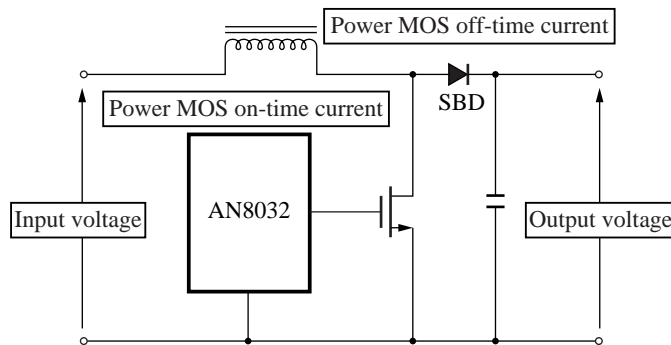 Power MOS off-time current
SBD
Power MOS on-time current
AN8032
Input voltage
Output voltage